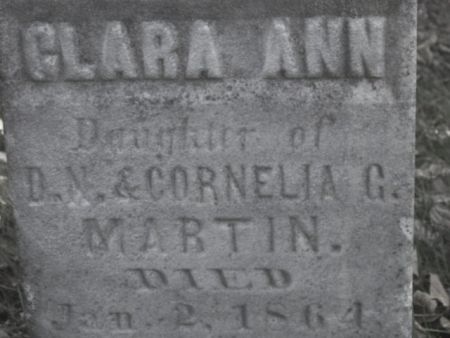 CLARA ANN
Daughter of
D.N. & CORNELIA G.
MARTIN.
DIED
Jan. 2, 1864.